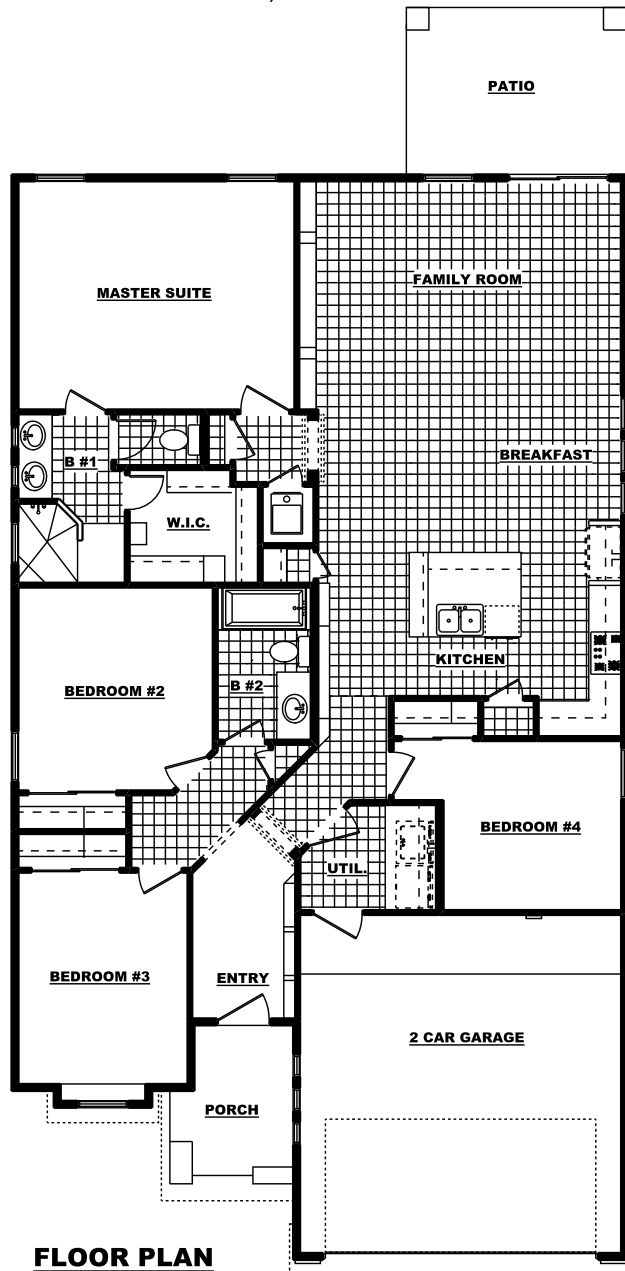 PATIO
MASTER SUITE
FAMILY ROOM
BREAKFAST
B #1
W.I.C.
KITCHEN
B #2
BEDROOM #2
BEDROOM #4
UTIL.
BEDROOM #3
ENTRY
2 CAR GARAGE
PORCH
FLOOR PLAN